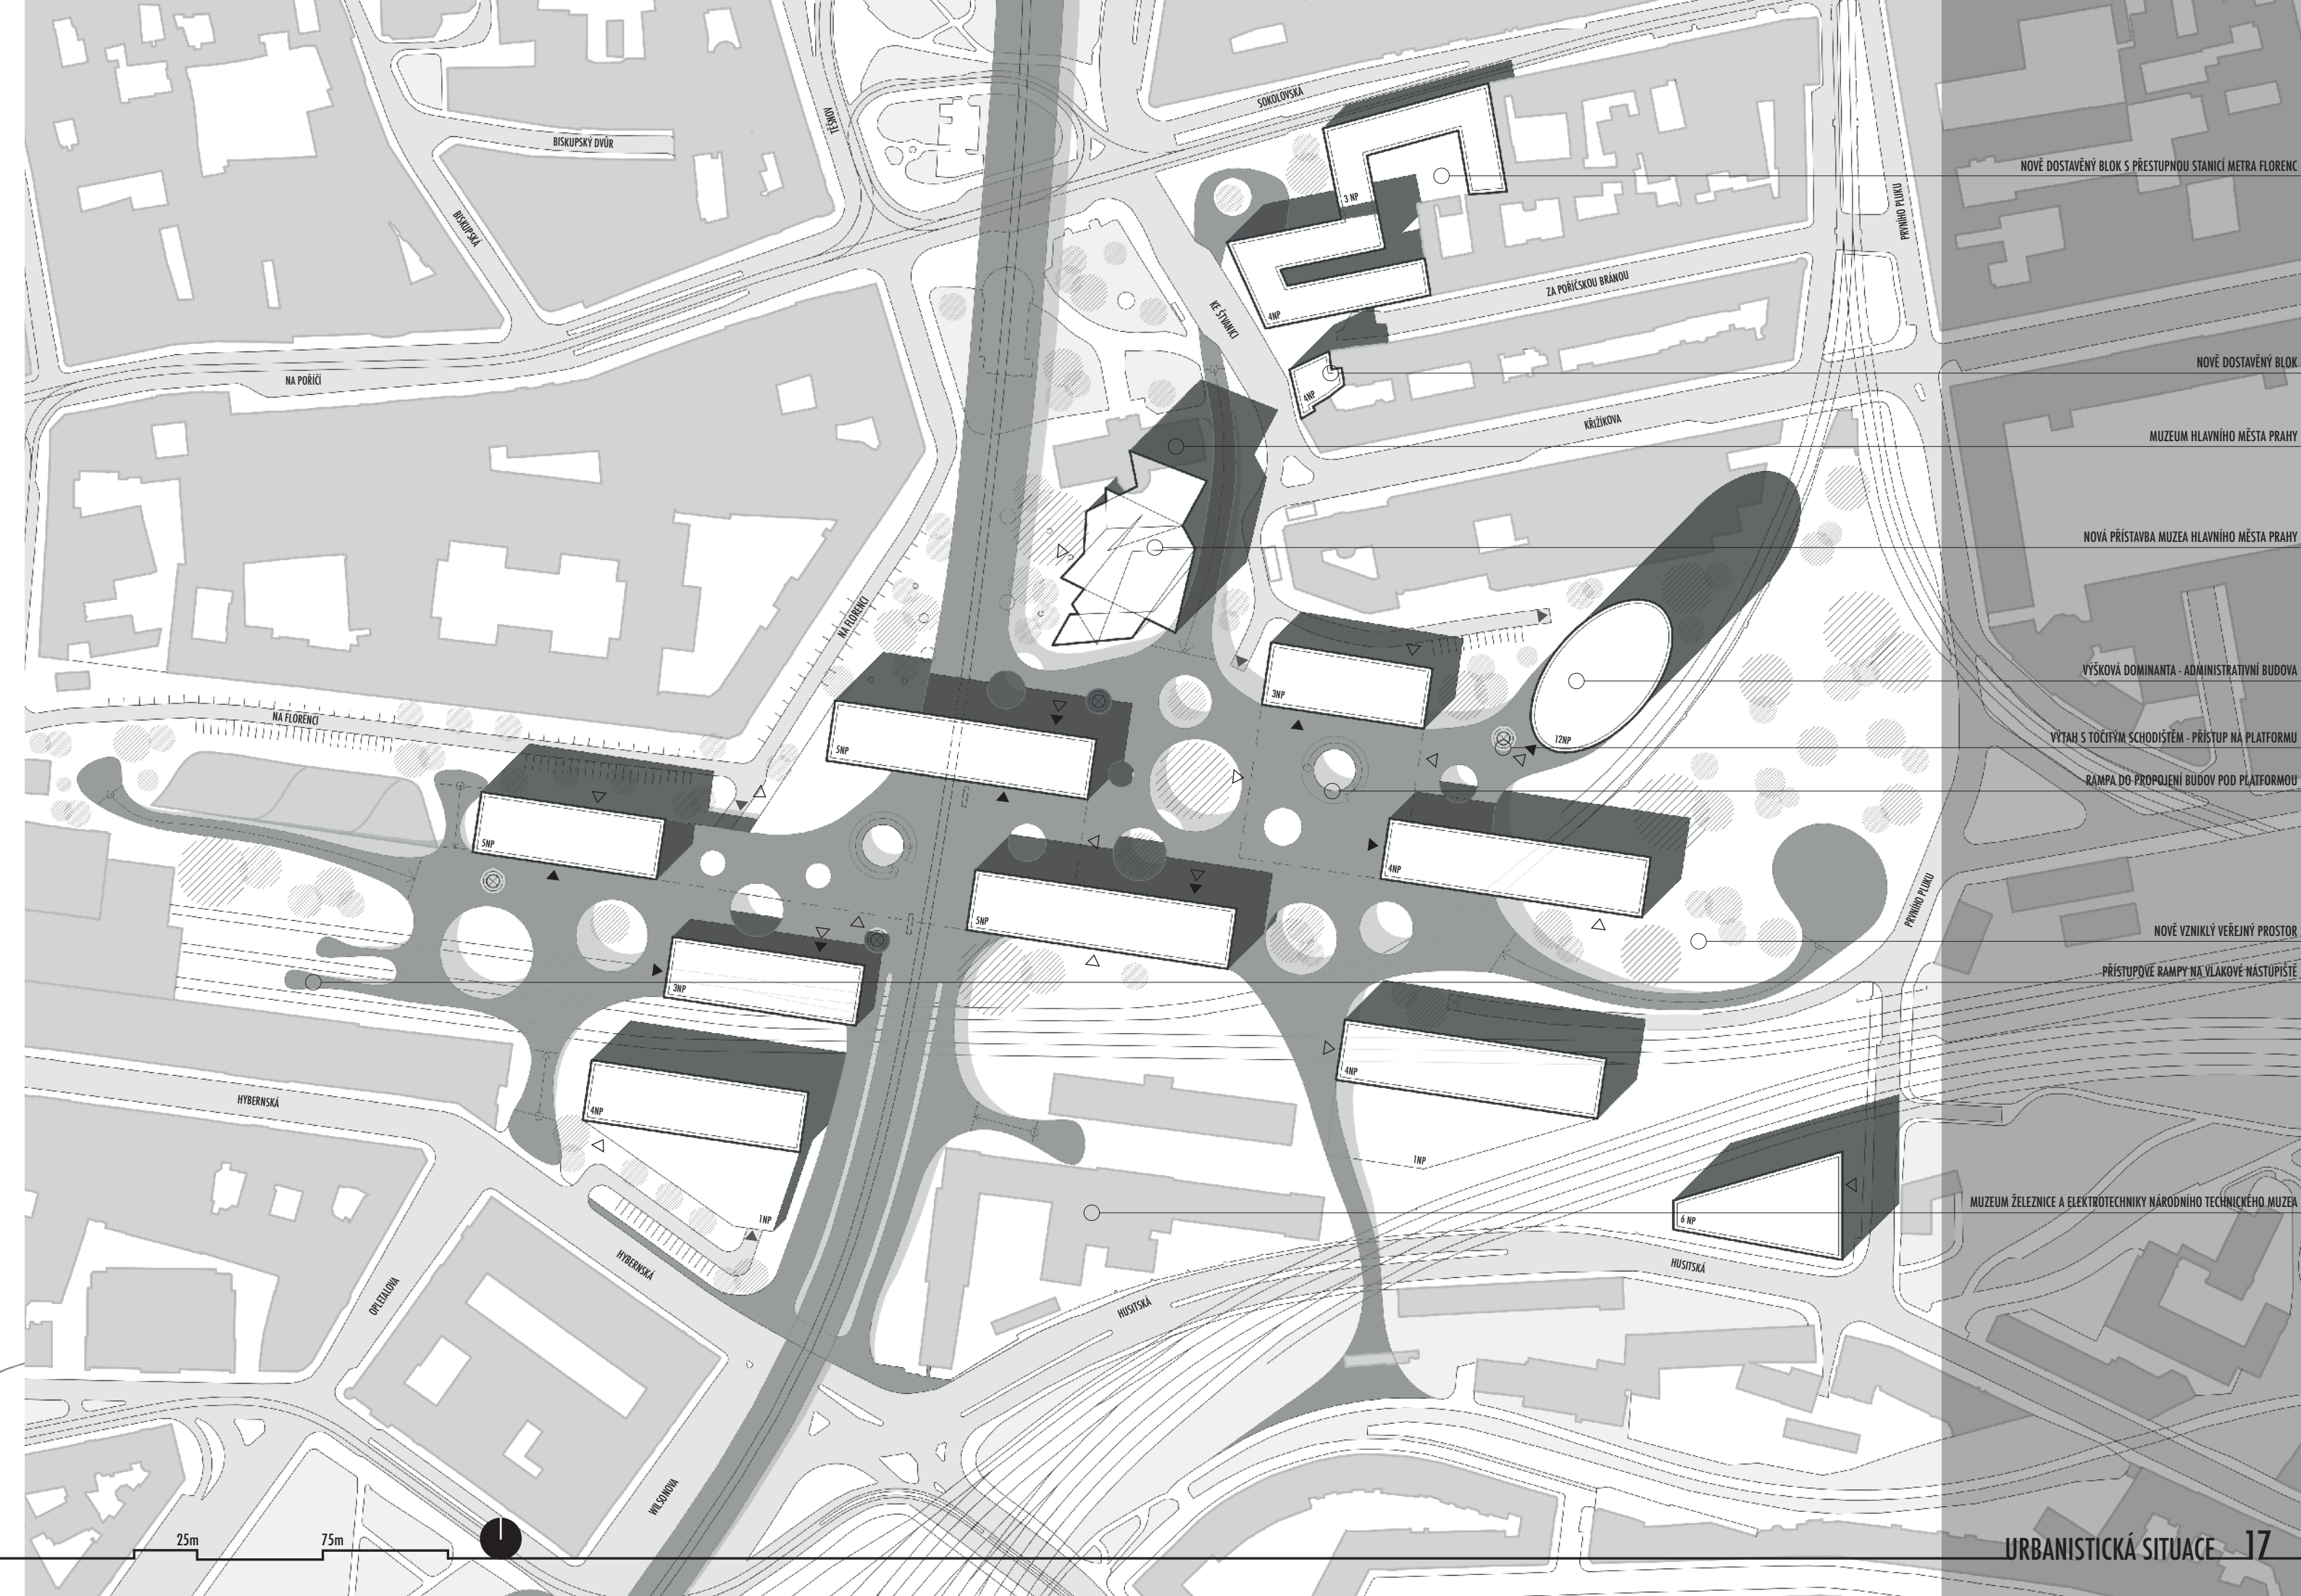 SOKOLOVSKÁ
TĚŠNOV
BISKUPSKÝ DVŮR
NOVĚ DOSTAVĚNÝ BLOK S PŘESTUPNOU STANICÍ METRA FLORENC
3 NP
PRVNÍHO PLUKU
BISKUPSKÁ
ZA POŘÍČSKOU BRÁNOU
KE ŠTVANICI
4NP
NOVĚ DOSTAVĚNÝ BLOK
NA POŘÍČÍ
4NP
KŘIŽÍKOVA
MUZEUM HLAVNÍHO MĚSTA PRAHY
NOVÁ PŘÍSTAVBA MUZEA HLAVNÍHO MĚSTA PRAHY
NA FLORENCI
VÝŠKOVÁ DOMINANTA - ADMINISTRATIVNÍ BUDOVA
3NP
NA FLORENCI
12NP
VÝTAH S TOČITÝM SCHODIŠTĚM - PŘÍSTUP NA PLATFORMU
5NP
RAMPA DO PROPOJENÍ BUDOV POD PLATFORMOU
5NP
4NP
PRVNÍHO PLUKU
5NP
NOVĚ VZNIKLÝ VEŘEJNÝ PROSTOR
PŘÍSTUPOVÉ RAMPY NA VLAKOVÉ NÁSTUPIŠTĚ
3NP
4NP
HYBERNSKÁ
4NP
1NP
MUZEUM ŽELEZNICE A ELEKTROTECHNIKY NÁRODNÍHO TECHNICKÉHO MUZEA
1NP
6 NP
HYBERNSKÁ
HUSITSKÁ
OPLETALOVA
HUSITSKÁ
WILSONOVA
25m
75m
URBANISTICKÁ SITUACE 17